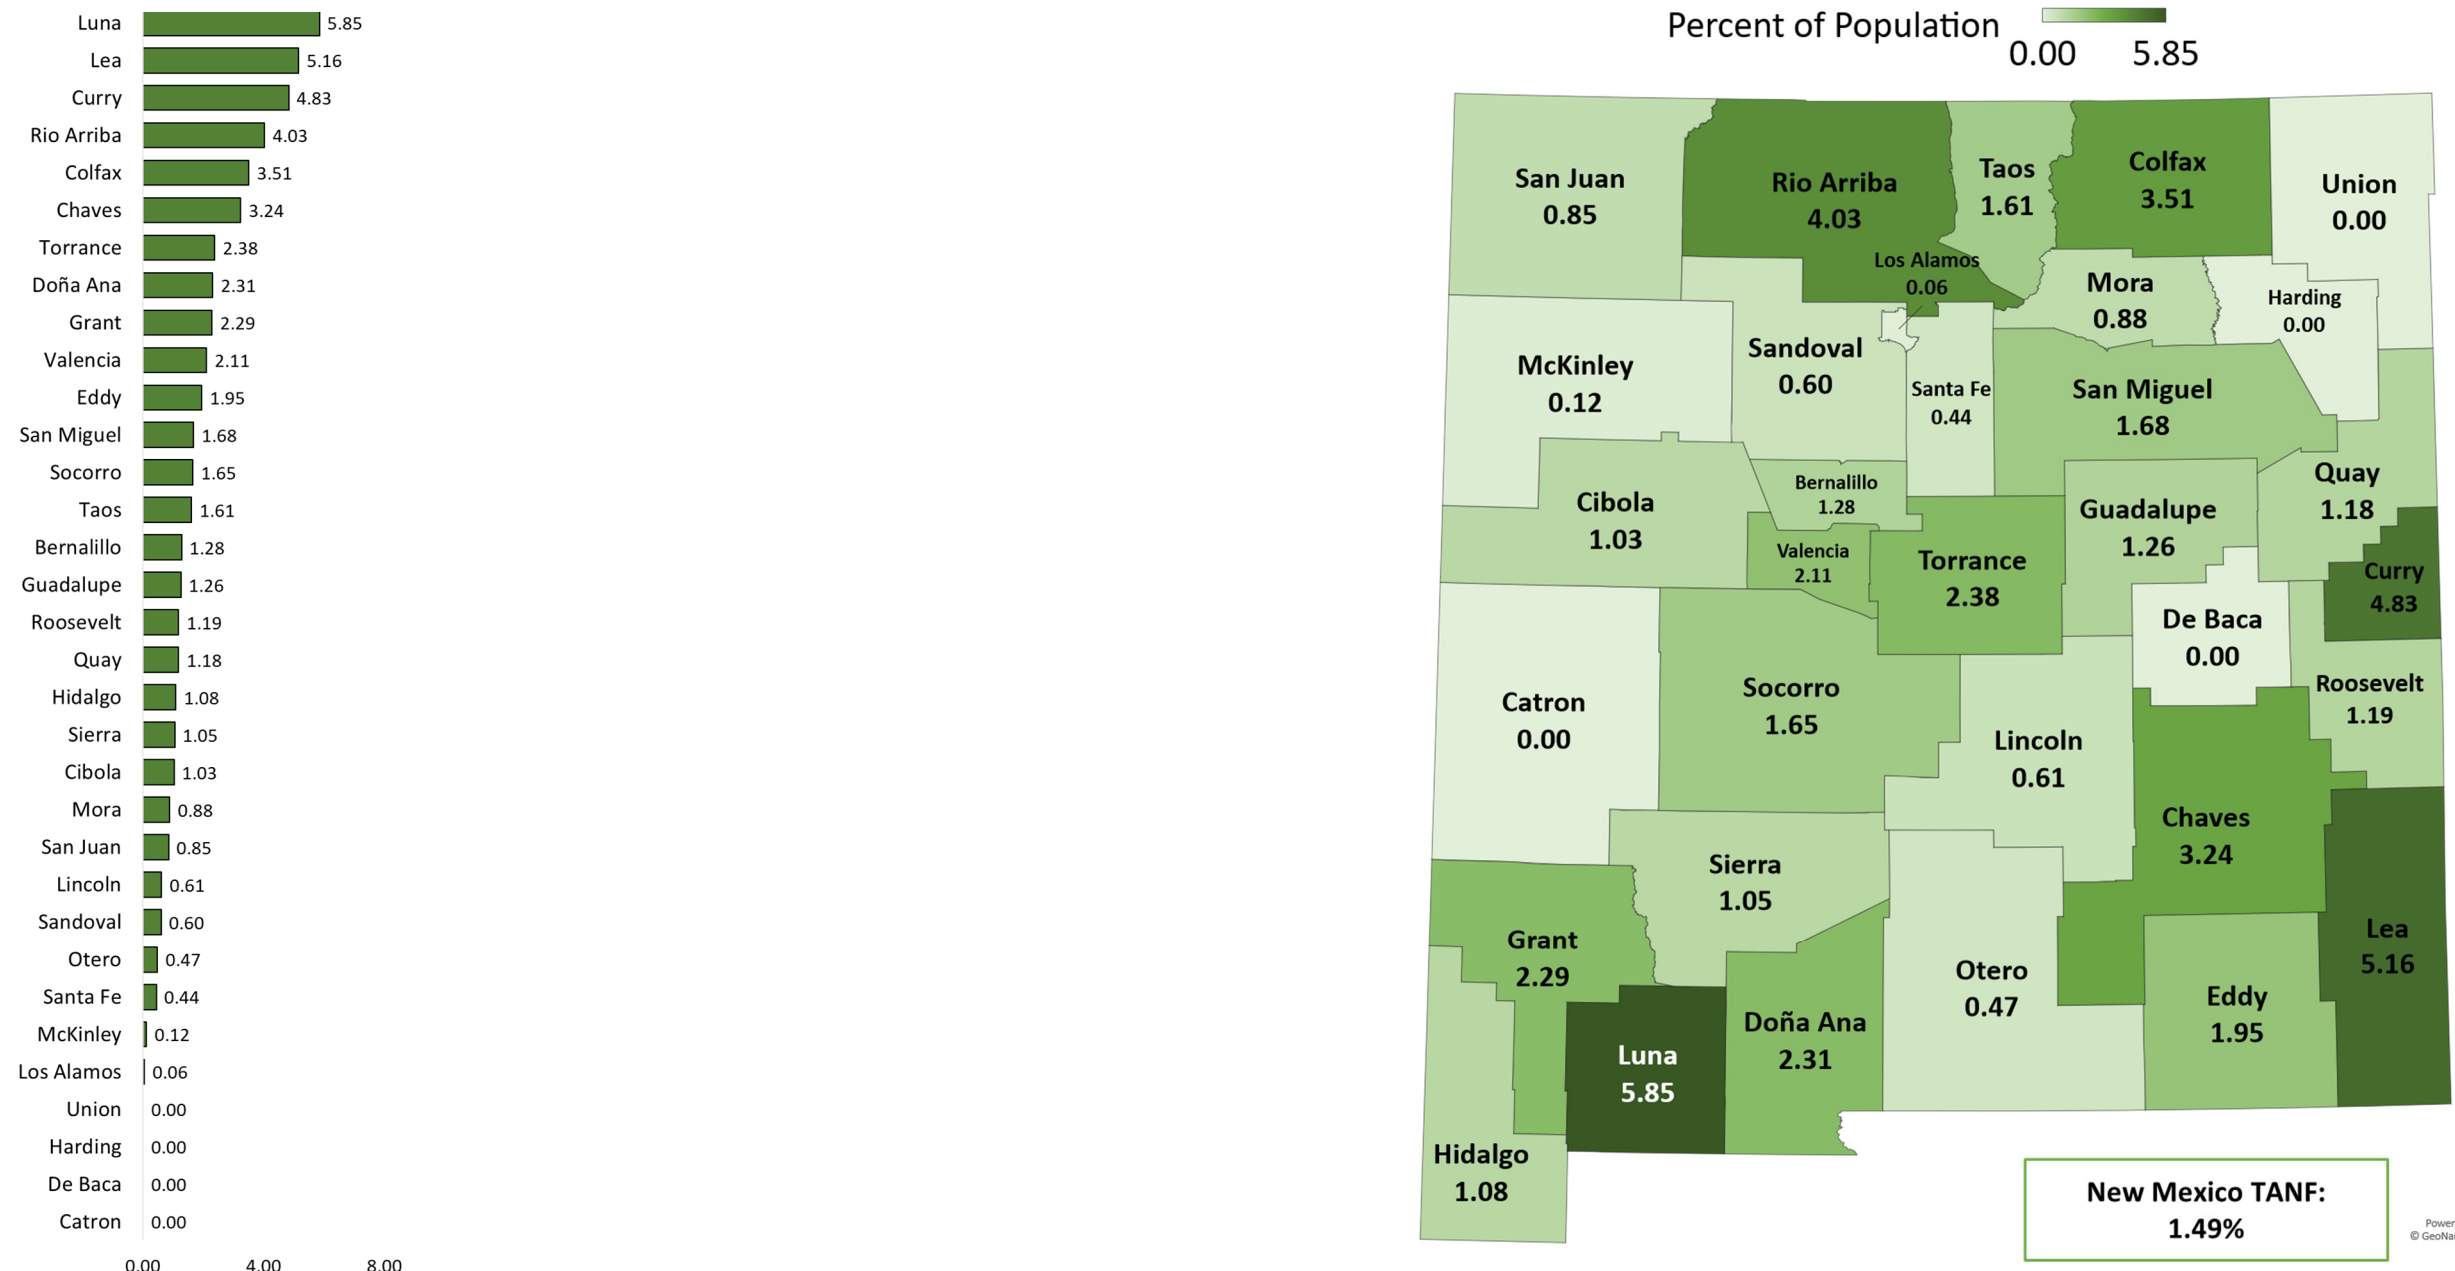 Luna 5.85
Lea 5.16
Curry 4.83
Rio Arriba 4.03
Colfax 3.51
Chaves 3.24
Torrance 2.38
Doña Ana 2.31
Grant 2.29
Valencia 2.11
Eddy 1.95
San Miguel 1.68
Socorro 1.65
Taos 1.61
Bernalillo 1.28
Guadalupe 1.26
Roosevelt 1.19
Quay 1.18
Hidalgo 1.08
Sierra 1.05
Cibola 1.03
Mora 0.88
San Juan 0.85
Lincoln 0.61
Sandoval 0.60
Otero 0.47
Santa Fe 0.44
McKinley 0.12
Los Alamos 0.06
Union 0.00
Harding 0.00
De Baca 0.00
Catron 0.00
0.00 4.00 8.00
Percent of Population
0.00 5.85
San Juan
0.85
Rio Arriba
4.03
Taos
1.61
Colfax
3.51
Union
0.00
Los Alamos
0.06
Mora
0.88
Harding
0.00
McKinley
0.12
Sandoval
0.60
Santa Fe
0.44
San Miguel
1.68
Quay
1.18
Cibola
1.03
Bernalillo
1.28
Guadalupe
1.26
Valencia
2.11
Torrance
2.38
Curry
4.83
De Baca
0.00
Catron
0.00
Socorro
1.65
Roosevelt
1.19
Lincoln
0.61
Chaves
3.24
Sierra
1.05
Grant
2.29
Otero
0.47
Lea
5.16
Eddy
1.95
Doña Ana
2.31
Luna
5.85
Hidalgo
1.08
New Mexico TANF:
1.49%
Power
© GeoNa